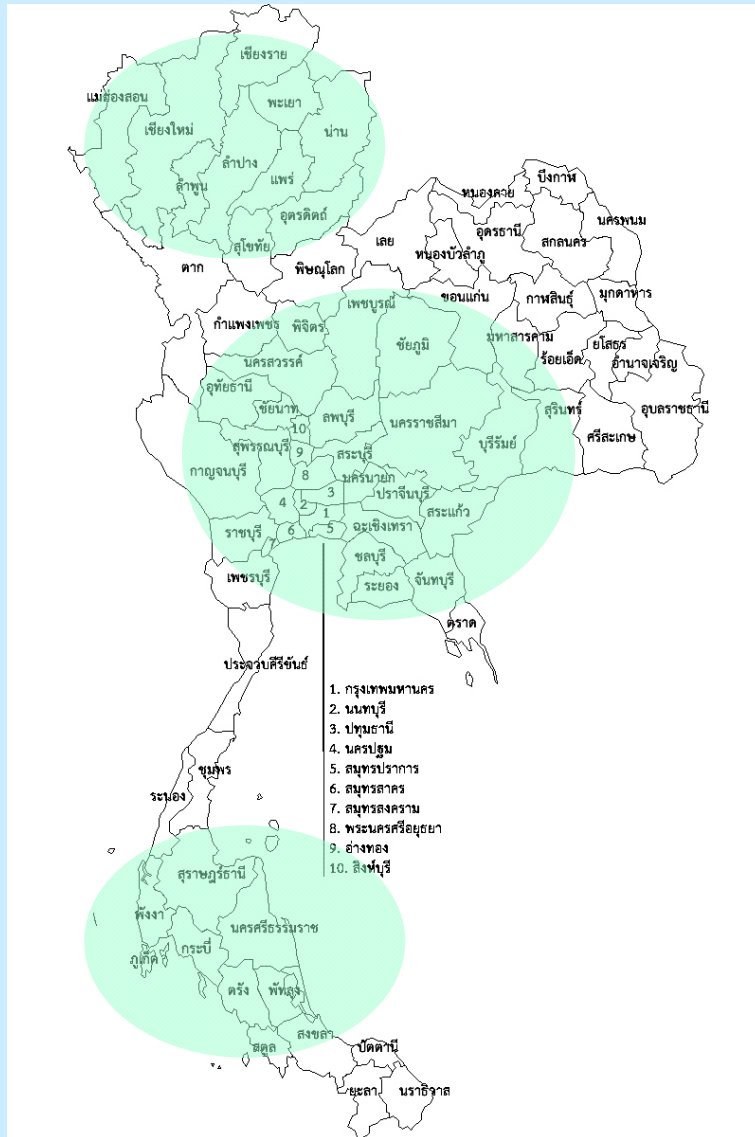 เชียงราย
แม่ฮ่องสอน
พะเยา
เชียงใหม่
น่าน
ลำปาง
แพร่
ลำพูน
อุตรดิตถ์
สุโขทัย
ตาก
พิษณุโลก
เลย
หนองคาย
บึงกาฬ
นครพนม
อุดรธานี
สกลนคร
หนองบัวลำภู
ขอนแก่น
กาฬสินธุ์
มุกดาหาร
เพชบูรณ์
กำแพงเพชร
พิจิตร
ชัยภูมิ
มหาสารคาม
ร้อยเอ็ด
ยโสธร
อำนาจเจริญ
นครสวรรค์
อุทัยธานี
ชัยนาท
ลพบุรี
นครราชสีมา
สุรินทร์
อุบลราชธานี
10
ศรีสะเกษ
บุรีรัมย์
สุพรรณบุรี
9
สระบุรี
กาญจนบุรี
8
นครนายก
ปราจีนบุรี
3
4
2
1
สระแก้ว
ราชบุรี
6
5
ฉะเชิงเทรา
ชลบุรี
เพชรบุรี
ระยอง
จันทบุรี
ตราด
ประจวบคีรีขันธ์
1. กรุงเทพมหานคร
2. นนทบุรี
3. ปทุมธานี
4. นครปฐม
5. สมุทรปราการ
6. สมุทรสาคร
7. สมุทรสงคราม
8. พระนครศรีอยุธยา
9. อ่างทอง
10. สิงห์บุรี
ชุมพร
ระนอง
สุราษฎร์ธานี
พังงา
นครศรีธรรมราช
กระบี่
ภูเก็ต
ตรัง
พัทลุง
สงขลา
สตูล
ปัตตานี
ยะลา
นราธิวาส